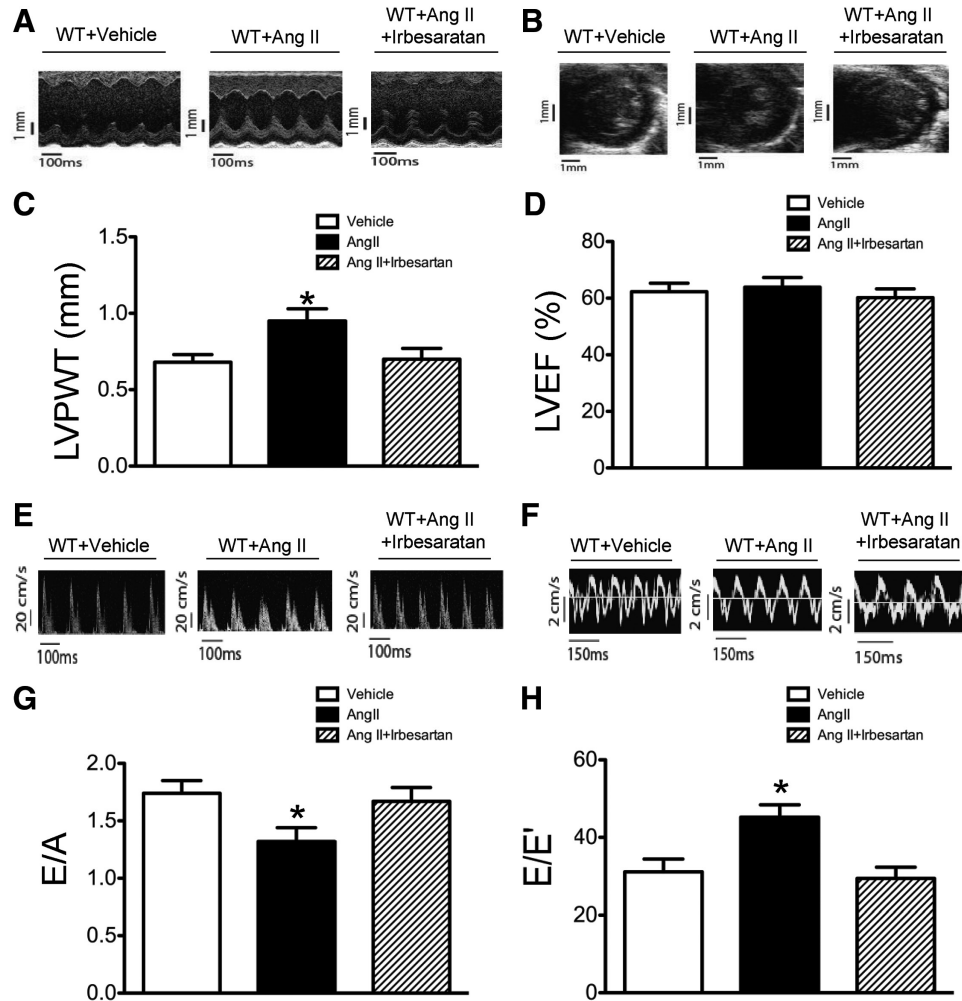 A
WT+Vehicle
WT+Ang II
WT+Ang II
+Irbesaratan
1 mm
1 mm
1 mm
100ms
100ms
100ms
B
WT+Vehicle
WT+Ang II
WT+Ang II
+Irbesaratan
1mm
1mm
1mm
1mm
1mm
1mm
C
Vehicle
AngII
Ang II+Irbesartan
LVPWT (mm)
1.5
1.0
0.5
0.0
*
D
Vehicle
AngII
Ang II+Irbesartan
LVEF (%)
80
60
40
20
0
E
WT+Vehicle
WT+Ang II
WT+Ang II
+Irbesaratan
20 cm/s
20 cm/s
20 cm/s
100ms
100ms
100ms
F
WT+Vehicle
WT+Ang II
WT+Ang II
+Irbesaratan
2 cm/s
2 cm/s
2 cm/s
150ms
150ms
150ms
G
Vehicle
AngII
Ang II+Irbesartan
E/A
2.0
1.5
1.0
0.5
0.0
*
H
Vehicle
AngII
Ang II+Irbesartan
E/E'
60
40
20
0
*